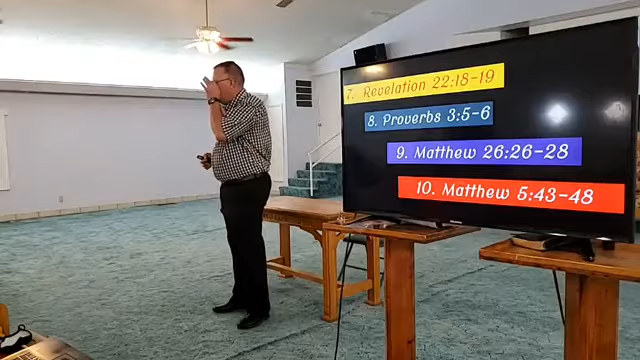 7. Revelation 22:18-19
8. Proverbs 3:5-6
9. Matthew 26:26-28
10. Matthew 5:43-48